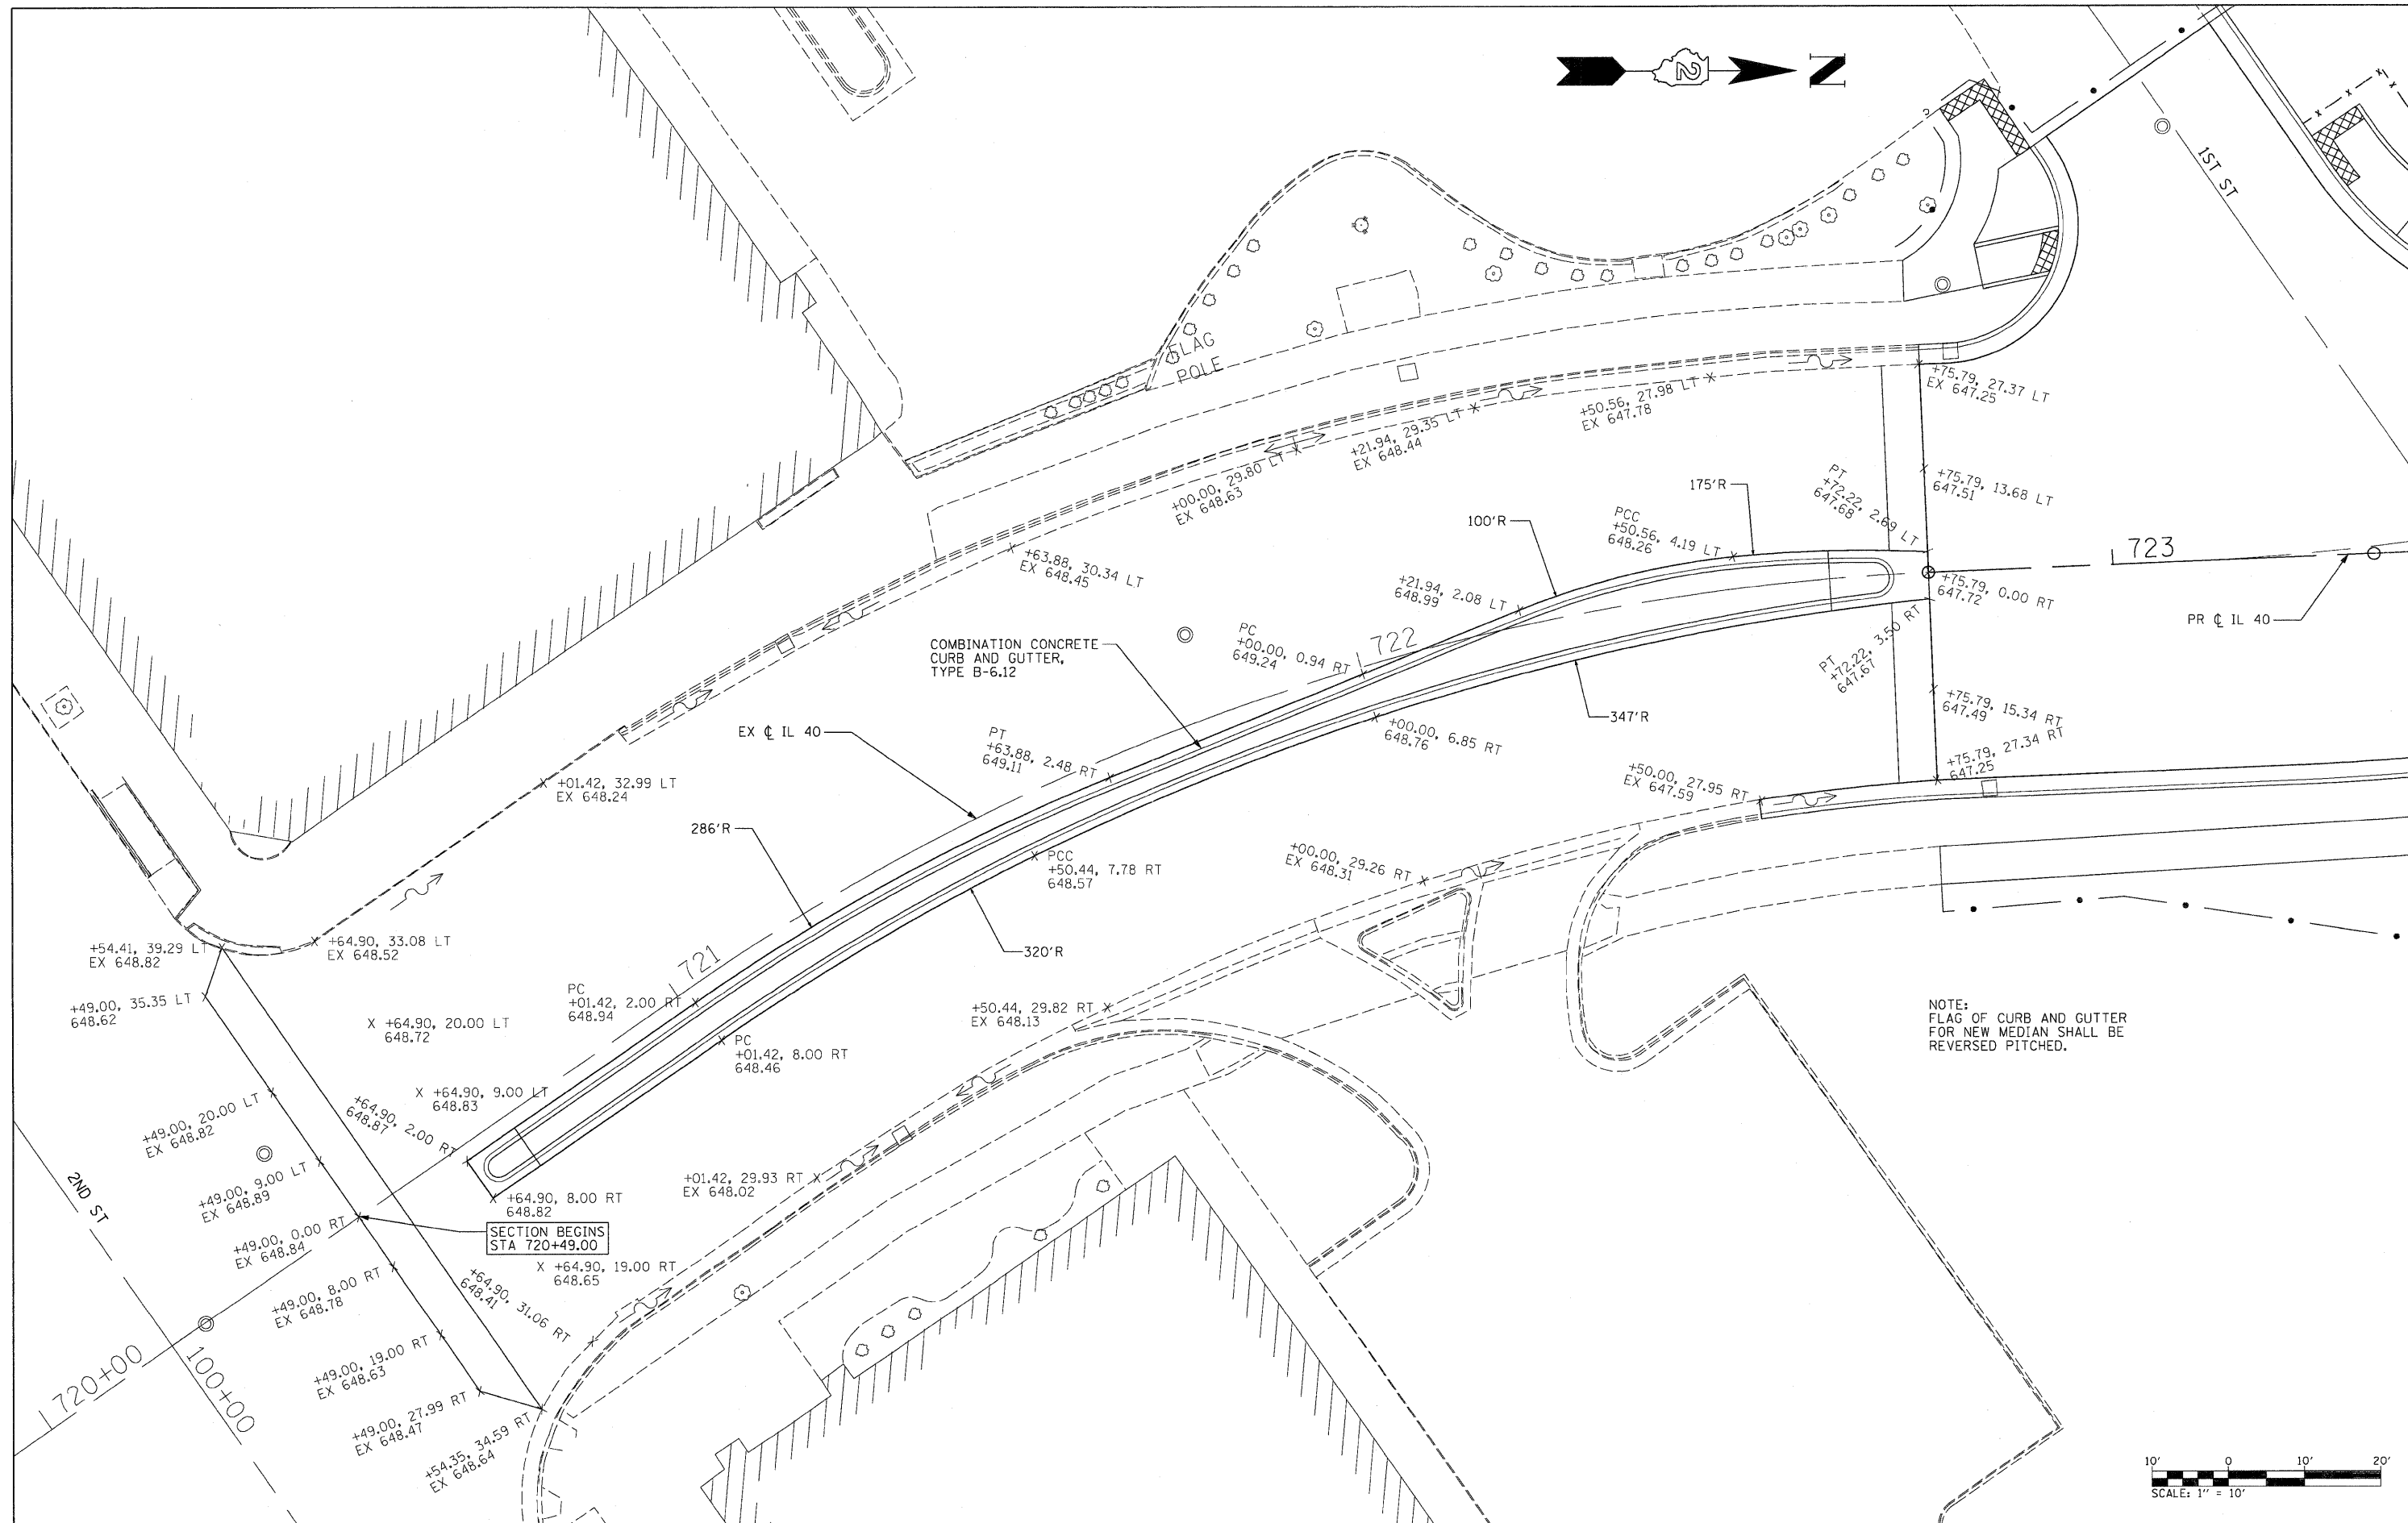 2
N
1ST ST
FLAG
POLE
+75.79, 27.37 LT
EX 647.25
+50.56, 27.98 LT
EX 647.78
+21.94, 29.35 LT
EX 648.44
+00.00, 29.80 LT
EX 648.63
+75.79, 13.68 LT
647.51
PT
+72.22, 2.69 LT
647.68
175'R
PCC
+50.56, 4.19 LT
648.26
100'R
723
+63.88, 30.34 LT
EX 648.45
+21.94, 2.08 LT
648.99
+75.79, 0.00 RT
647.72
PR ℄ IL 40
COMBINATION CONCRETE
CURB AND GUTTER,
TYPE B-6.12
PC
+00.00, 0.94 RT
649.24
722
PT
+72.22, 3.50 RT
647.67
+75.79, 15.34 RT
647.49
347'R
EX ℄ IL 40
PT
+63.88, 2.48 RT
649.11
+00.00, 6.85 RT
648.76
+75.79, 27.34 RT
647.25
+50.00, 27.95 RT
EX 647.59
+01.42, 32.99 LT
EX 648.24
286'R
PCC
+50.44, 7.78 RT
648.57
+00.00, 29.26 RT
EX 648.31
320'R
+54.41, 39.29 LT
EX 648.82
+64.90, 33.08 LT
EX 648.52
721
+49.00, 35.35 LT
648.62
PC
+01.42, 2.00 RT
648.94
X +64.90, 20.00 LT
648.72
+50.44, 29.82 RT
EX 648.13
PC
+01.42, 8.00 RT
648.46
NOTE:
FLAG OF CURB AND GUTTER
FOR NEW MEDIAN SHALL BE
REVERSED PITCHED.
X +64.90, 9.00 LT
648.83
+64.90, 2.00 RT
648.87
+49.00, 20.00 LT
EX 648.82
+49.00, 9.00 LT
EX 648.89
+01.42, 29.93 RT
EX 648.02
+64.90, 8.00 RT
648.82
2ND ST
+49.00, 0.00 RT
EX 648.84
SECTION BEGINS
STA 720+49.00
X +64.90, 19.00 RT
648.65
+49.00, 8.00 RT
EX 648.78
+64.90, 31.06 RT
648.41
+49.00, 19.00 RT
EX 648.63
720+00
100+00
+49.00, 27.99 RT
EX 648.47
+54.35, 34.59 RT
EX 648.64
10' 0 10' 20'
SCALE: 1" = 10'